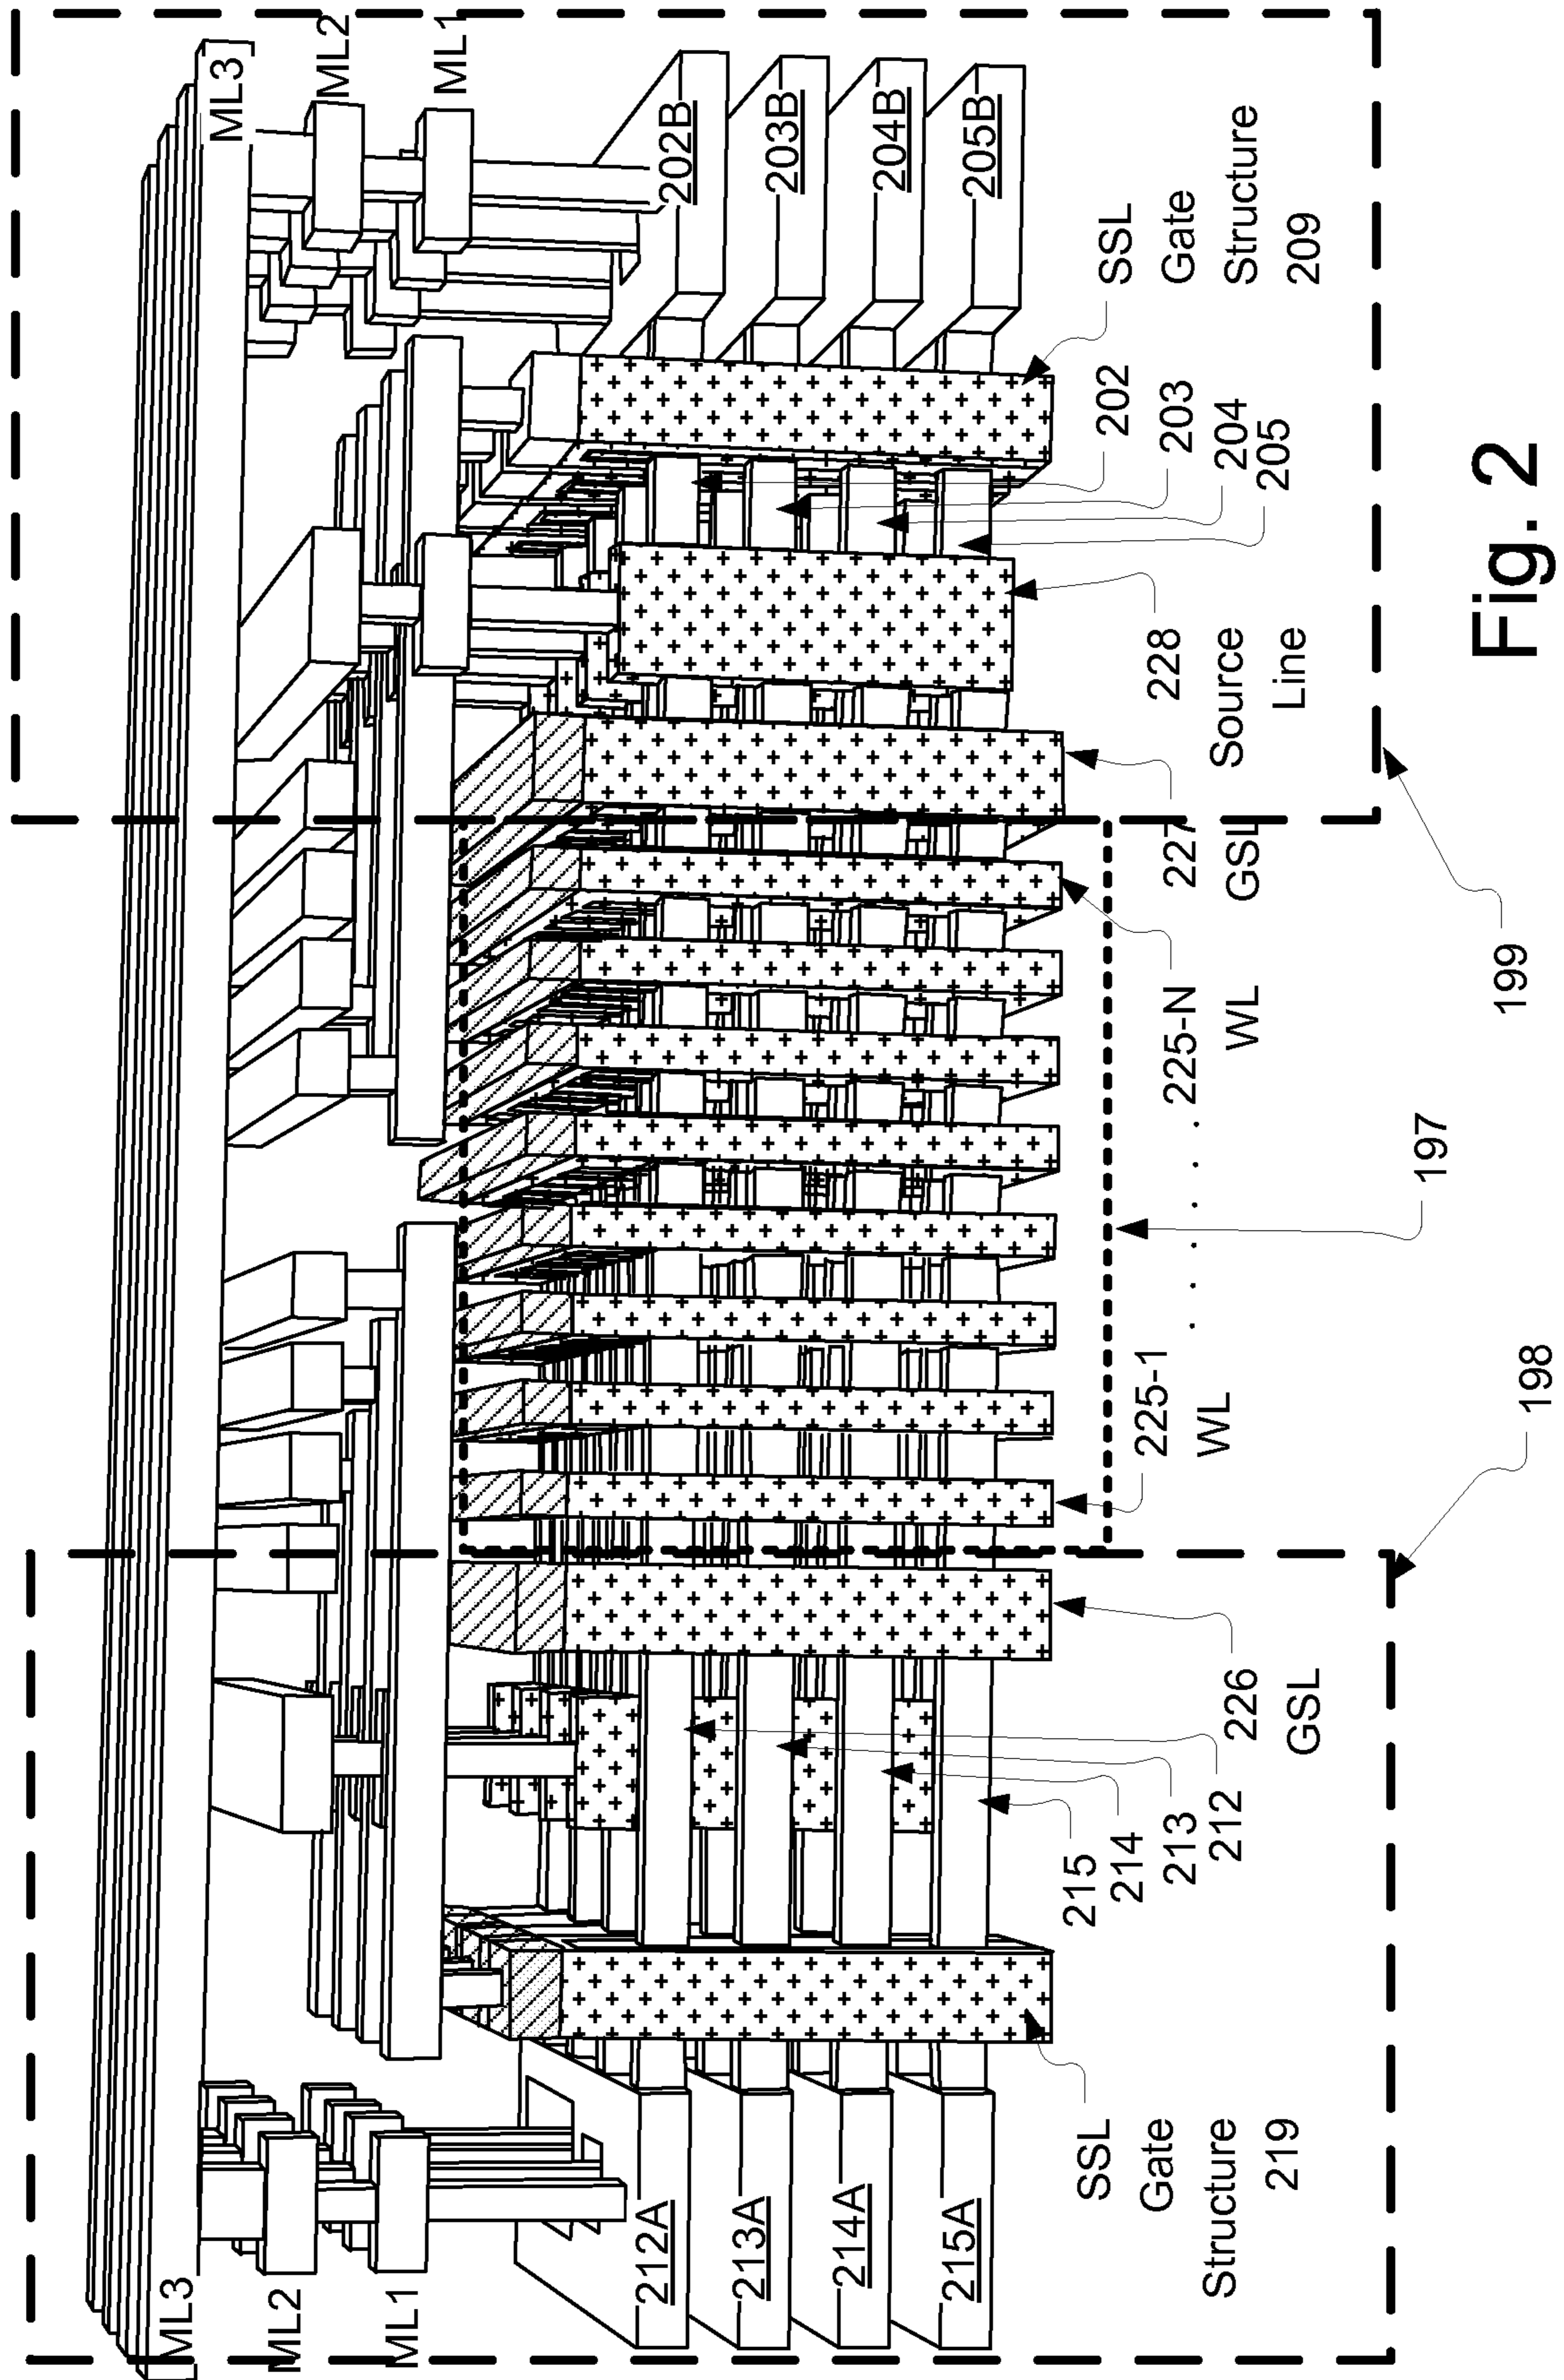 ML3
ML2
ML1
ML3
ML2
ML1
212A
213A
214A
215A
202B
203B
204B
205B
SSL
Gate
Structure
219
215
214
213
212
226
GSL
225-1
WL
. . . . .
225-N
WL
227
GSL
228
Source
Line
202
203
204
205
SSL
Gate
Structure
209
198
197
199
Fig. 2